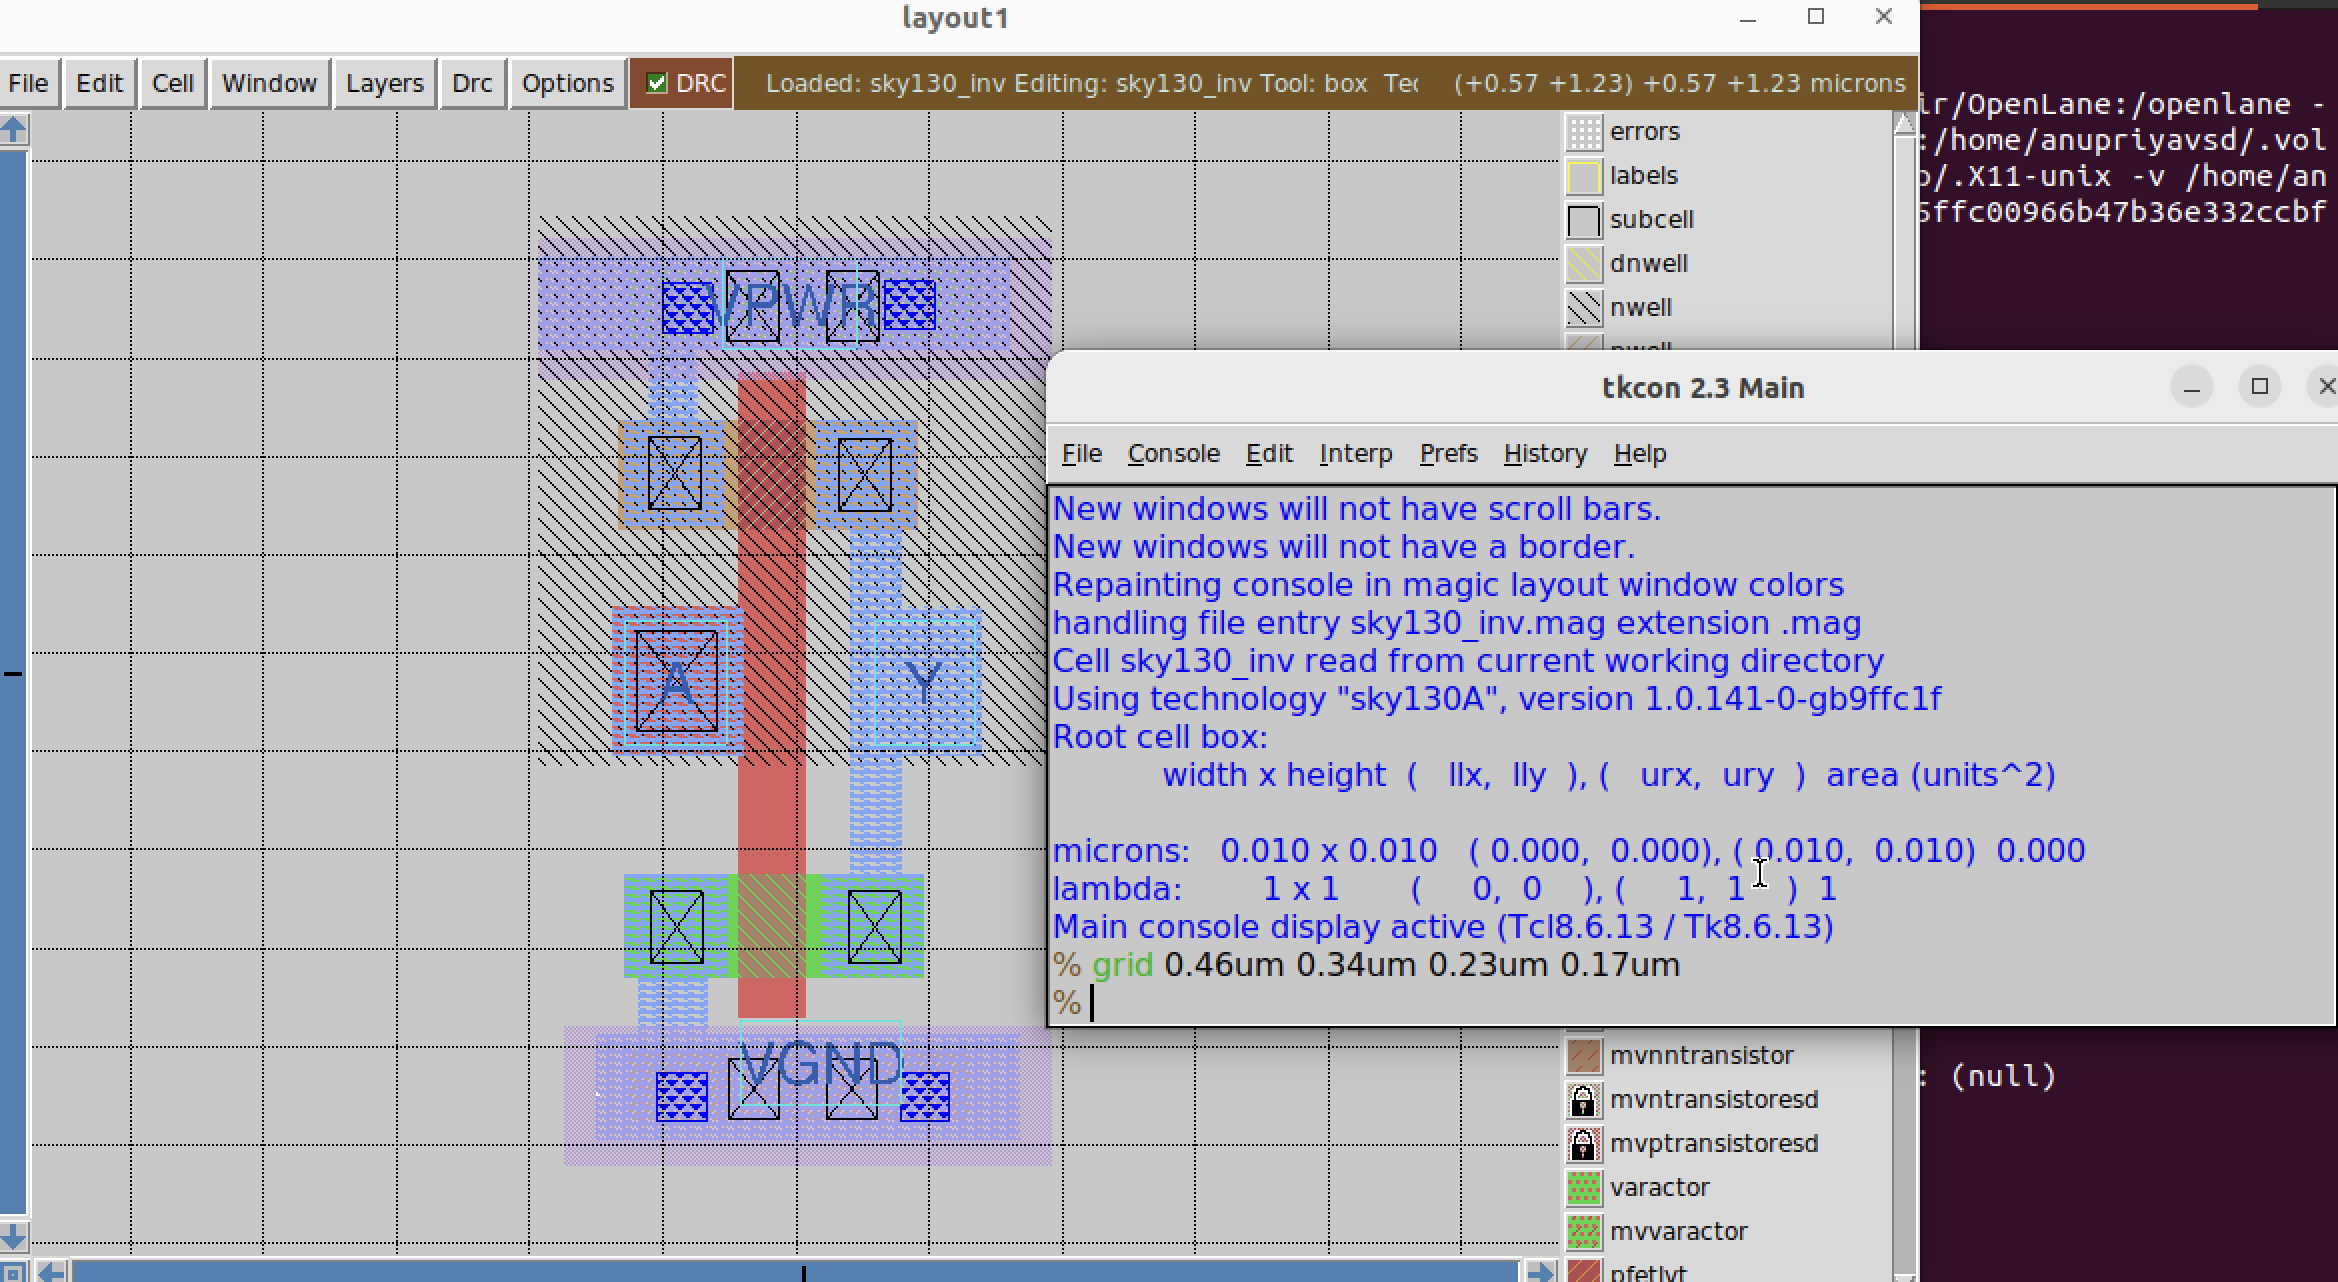 layout1
File Edit Cell Window Layers Drc Options DRC Loaded: sky130_inv Editing: sky130_inv Tool: box Tec (+0.57 +1.23) +0.57 +1.23 microns
ir/OpenLane:/openlane -
:/home/anupriyavsd/.vol
/.X11-unix -v /home/an
5ffc00966b47b36e332ccbf
errors
labels
subcell
dnwell
nwell
VPWR
A
Y
VGND
tkcon 2.3 Main
File Console Edit Interp Prefs History Help
New windows will not have scroll bars.
New windows will not have a border.
Repainting console in magic layout window colors
handling file entry sky130_inv.mag extension .mag
Cell sky130_inv read from current working directory
Using technology "sky130A", version 1.0.141-0-gb9ffc1f
Root cell box:
width x height ( llx, lly ), ( urx, ury ) area (units^2)
microns: 0.010 x 0.010 ( 0.000, 0.000), ( 0.010, 0.010) 0.000
lambda: 1 x 1 ( 0, 0 ), ( 1, 1 ) 1
Main console display active (Tcl8.6.13 / Tk8.6.13)
% grid 0.46um 0.34um 0.23um 0.17um
%
mvnntransistor
mvntransistoresd
mvptransistoresd
varactor
mvvaractor
pfetlvt
: (null)